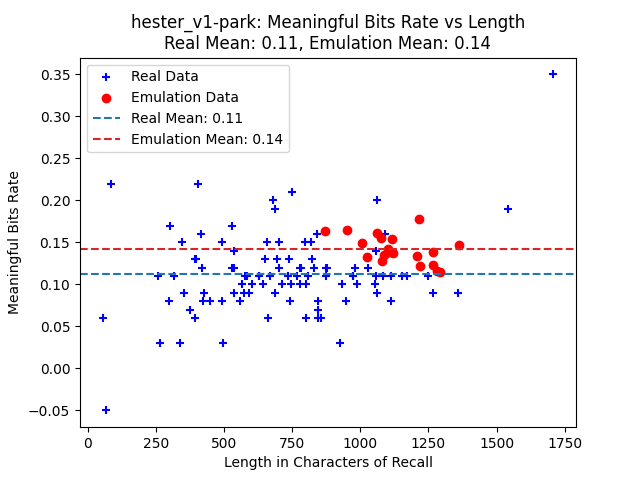 hester_v1-park: Meaningful Bits Rate vs Length
Real Mean: 0.11, Emulation Mean: 0.14
Real Data
Emulation Data
Real Mean: 0.11
Emulation Mean: 0.14
Meaningful Bits Rate
0.35
0.30
0.25
0.20
0.15
0.10
0.05
0.00
−0.05
0
250
500
750
1000
1250
1500
1750
Length in Characters of Recall